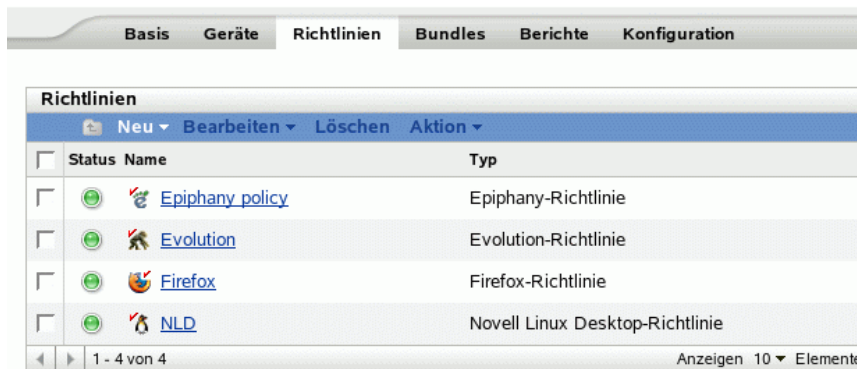 Basis Geräte Richtlinien Bundles Berichte Konfiguration
Richtlinien
Neu Bearbeiten Löschen Aktion
Status Name Typ
Epiphany policy Epiphany-Richtlinie
Evolution Evolution-Richtlinie
Firefox Firefox-Richtlinie
NLD Novell Linux Desktop-Richtlinie
1 - 4 von 4 Anzeigen 10 Elemente